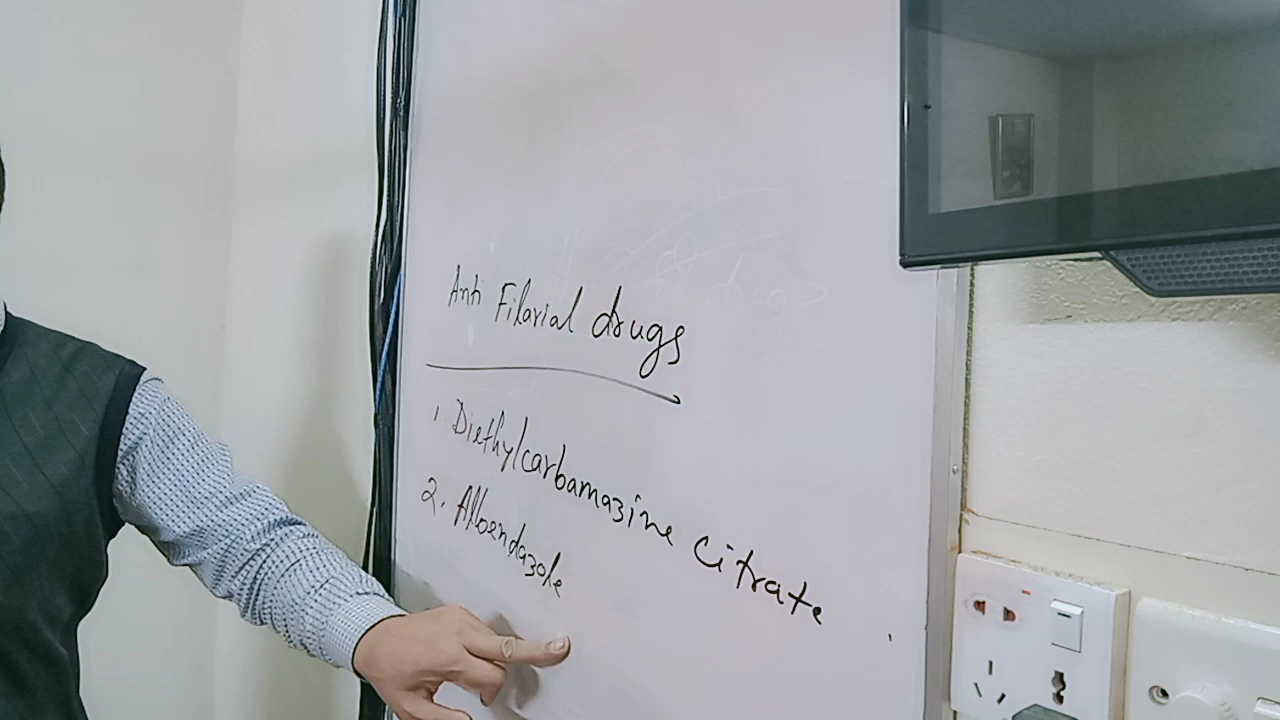 Anti Filarial drugs
1. Diethylcarbamazine Citrate
2. Albendazole